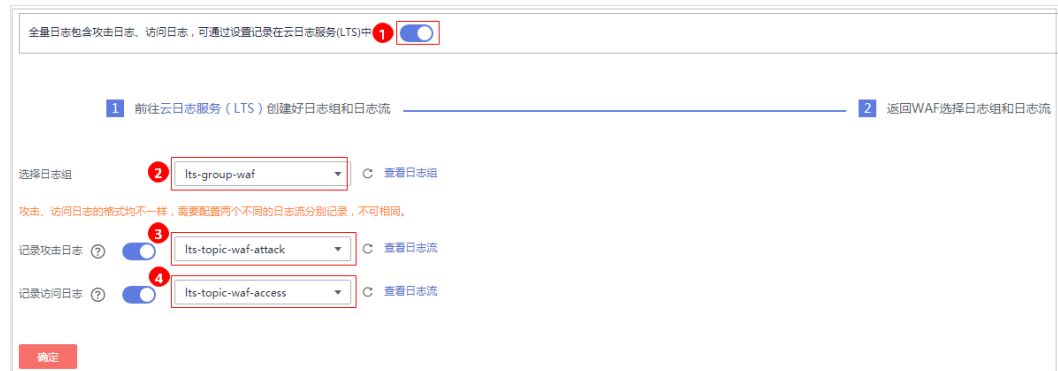 全量日志包含攻击日志、访问日志，可通过设置记录在云日志服务(LTS)中 1
1 前往云日志服务（LTS）创建好日志组和日志流 2 返回WAF选择日志组和日志流
选择日志组 2 lts-group-waf 查看日志组
攻击、访问日志的格式均不一样，需要配置两个不同的日志流分别记录，不可相同。
记录攻击日志 ? 3 lts-topic-waf-attack 查看日志流
记录访问日志 ? 4 lts-topic-waf-access 查看日志流
确定